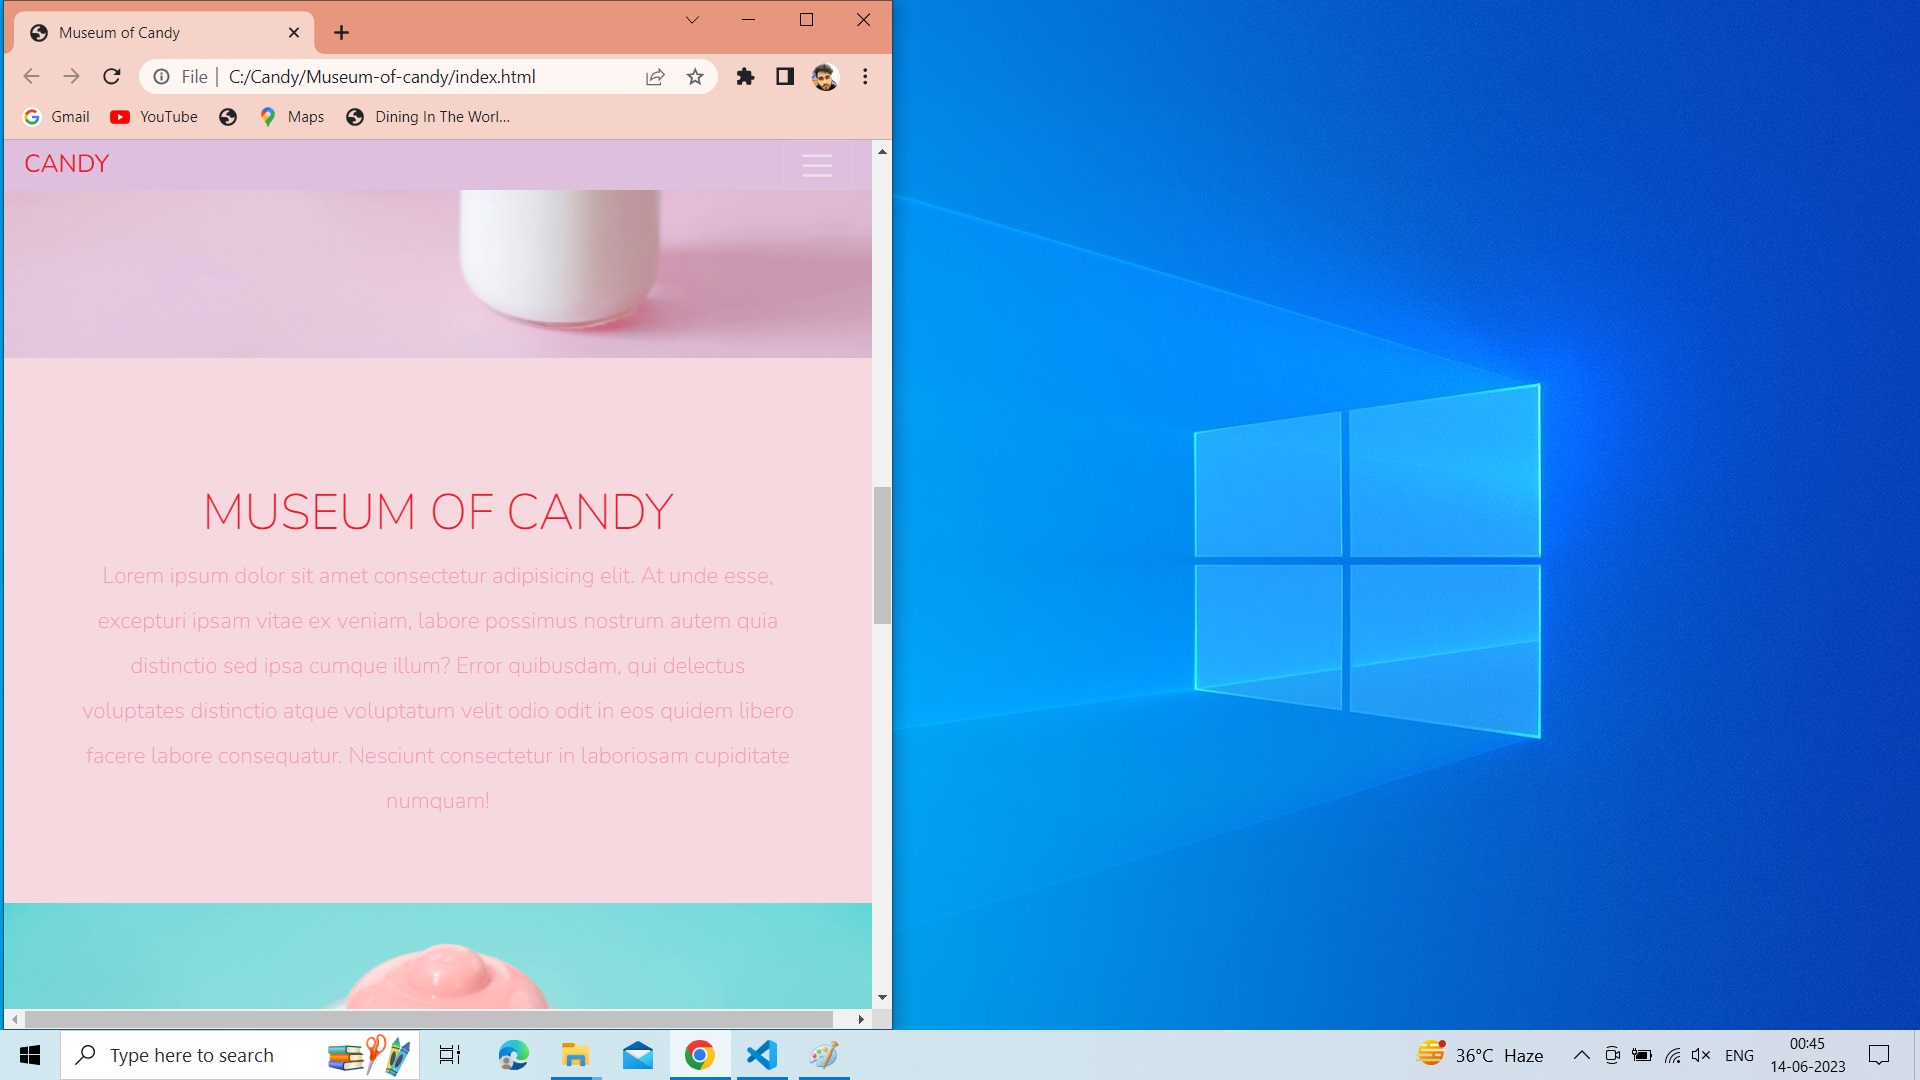 Museum of Candy
File
C:/Candy/Museum-of-candy/index.html
Gmail
YouTube
Maps
Dining In The Worl...
CANDY
MUSEUM OF CANDY
Lorem ipsum dolor sit amet consectetur adipisicing elit. At unde esse,
excepturi ipsam vitae ex veniam, labore possimus nostrum autem quia
distinctio sed ipsa cumque illum? Error quibusdam, qui delectus
voluptates distinctio atque voluptatum velit odio odit in eos quidem libero
facere labore consequatur. Nesciunt consectetur in laboriosam cupiditate
numquam!
Type here to search
36°C Haze
ENG
00:45
14-06-2023